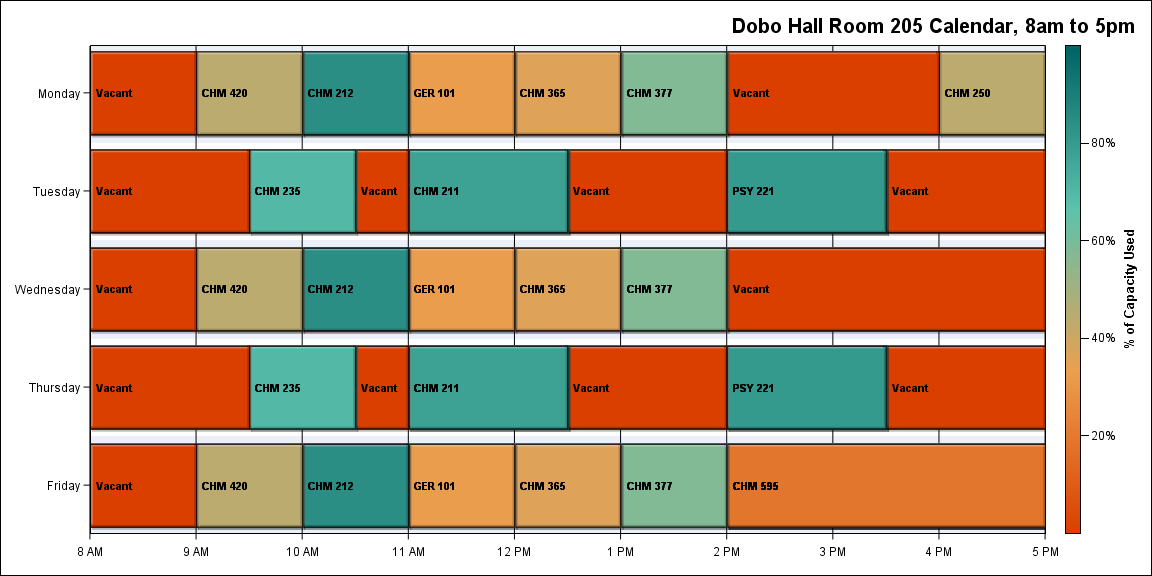 Dobo Hall Room 205 Calendar, 8am to 5pm
Monday
Vacant
CHM 420
CHM 212
GER 101
CHM 365
CHM 377
Vacant
CHM 250
Tuesday
Vacant
CHM 235
Vacant
CHM 211
Vacant
PSY 221
Vacant
Wednesday
Vacant
CHM 420
CHM 212
GER 101
CHM 365
CHM 377
Vacant
Thursday
Vacant
CHM 235
Vacant
CHM 211
Vacant
PSY 221
Vacant
Friday
Vacant
CHM 420
CHM 212
GER 101
CHM 365
CHM 377
CHM 595
8 AM
9 AM
10 AM
11 AM
12 PM
1 PM
2 PM
3 PM
4 PM
5 PM
80%
60%
40%
20%
% of Capacity Used